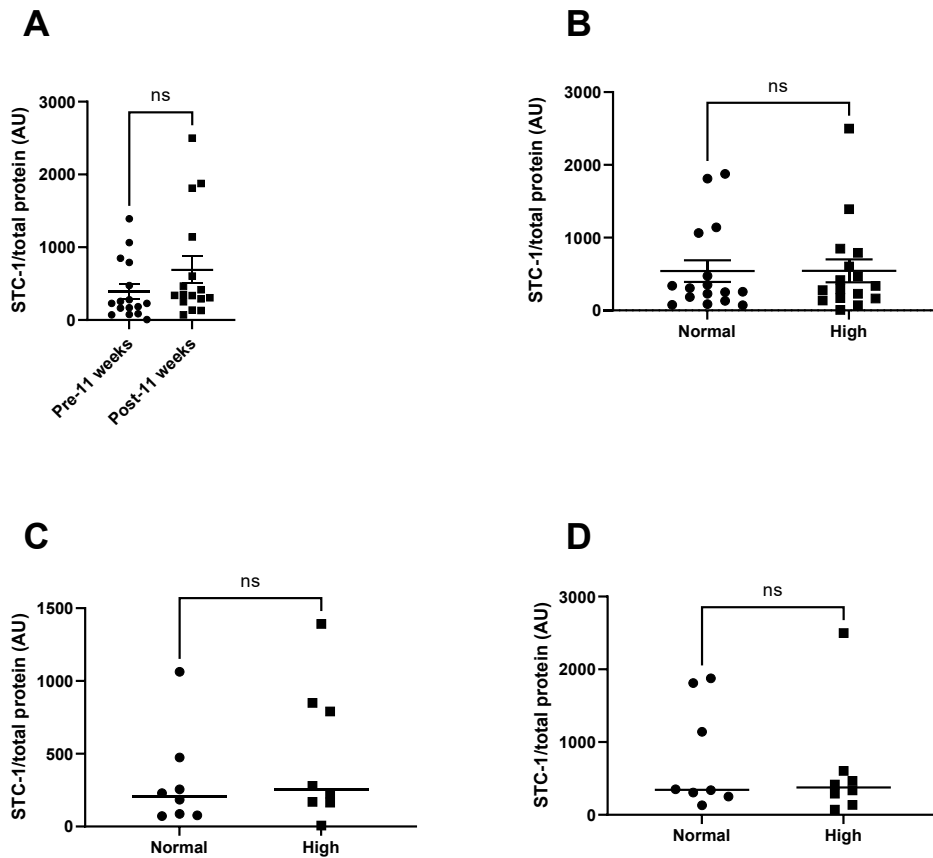 A
STC-1/total protein (AU)
3000
2000
1000
0
ns
Pre-11 weeks
Post-11 weeks
B
STC-1/total protein (AU)
3000
2000
1000
0
ns
Normal
High
C
STC-1/total protein (AU)
1500
1000
500
0
ns
Normal
High
D
STC-1/total protein (AU)
3000
2000
1000
0
ns
Normal
High